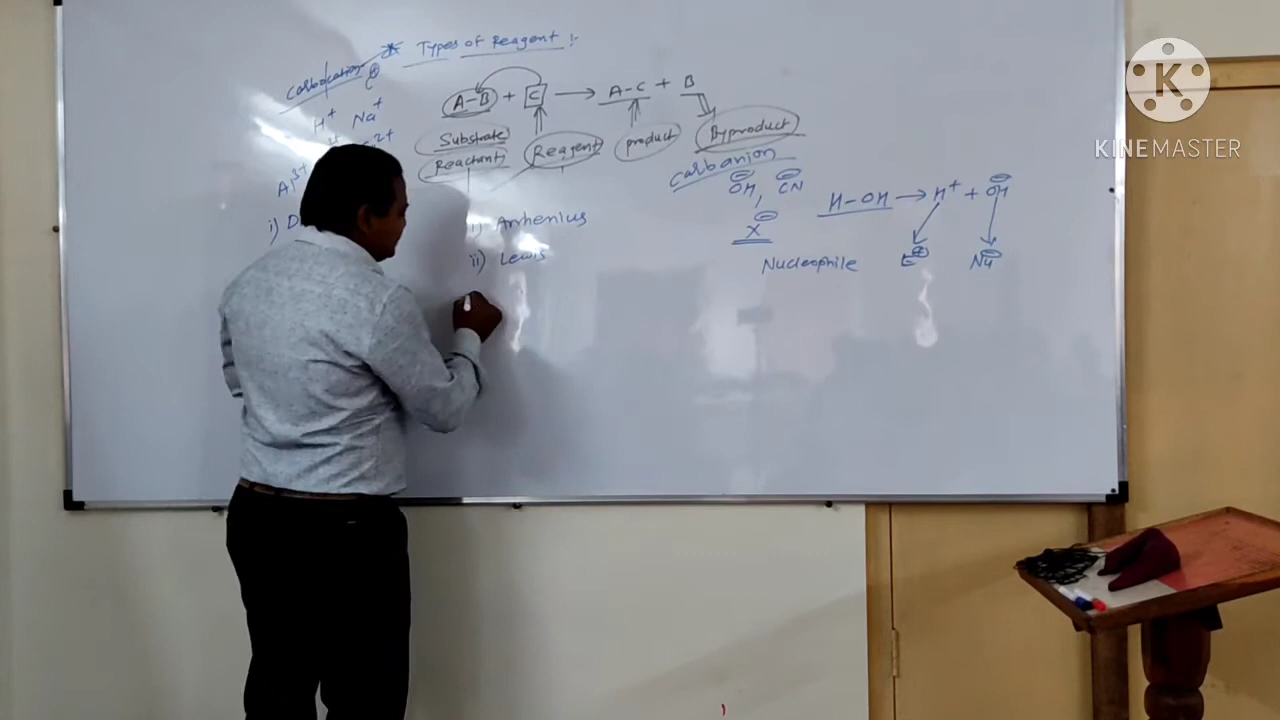 * Types of Reagent :-
Carbocation
C⊕
A-B + C → A-C + B
H⁺ Na⁺
Substrate
Reactant
Reagent
product
Byproduct
Carbanion
⊖OH, ⊖CN
X⊖
H-OH → H⁺ + ⊖OH
i) Arrhenius
ii) Lewis
Nucleophile E⊕ Nu⊖
K
KINEMASTER